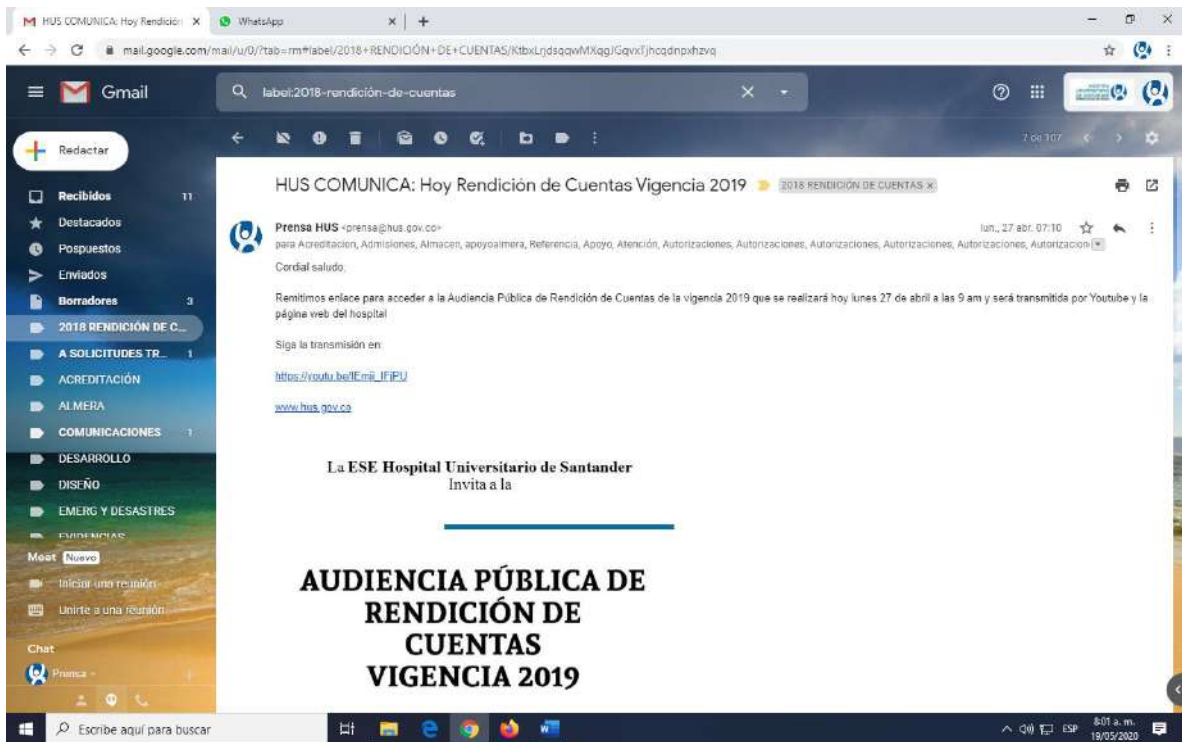 HUS COMUNICA: Hoy Rendición
WhatsApp
mail.google.com/mail/u/0/?tab=rm#label/2018+RENDICIÓN+DE+CUENTAS/
Gmail
label:2018-rendición-de-cuentas
Redactar
7 de 107
Recibidos 11
Destacados
Pospuestos
Enviados
Borradores 3
2018 RENDICIÓN DE C...
A SOLICITUDES TR... 1
ACREDITACIÓN
ALMERA
COMUNICACIONES 1
DESARROLLO
DISEÑO
EMERG Y DESASTRES
EVIDENCIAS
Meet Nuevo
Iniciar una reunión
Unirte a una reunión
Chat
Prensa
HUS COMUNICA: Hoy Rendición de Cuentas Vigencia 2019 2018 RENDICIÓN DE CUENTAS x
Prensa HUS <prensa@hus.gov.co> lun., 27 abr. 07:10
para Acreditacion, Admisiones, Almacen, apoyoalmera, Referencia, Apoyo, Atención, Autorizaciones, Autorizaciones, Autorizaciones, Autorizaciones, Autorizaciones, Autorizacion
Cordial saludo,
Remitimos enlace para acceder a la Audiencia Pública de Rendición de Cuentas de la vigencia 2019 que se realizará hoy lunes 27 de abril a las 9 am y será transmitida por Youtube y la
página web del hospital
Siga la transmisión en:
www.hus.gov.co
La ESE Hospital Universitario de Santander
Invita a la
AUDIENCIA PÚBLICA DE
RENDICIÓN DE
CUENTAS
VIGENCIA 2019
Escribe aquí para buscar
ESP
8:01 a. m.
19/05/2020